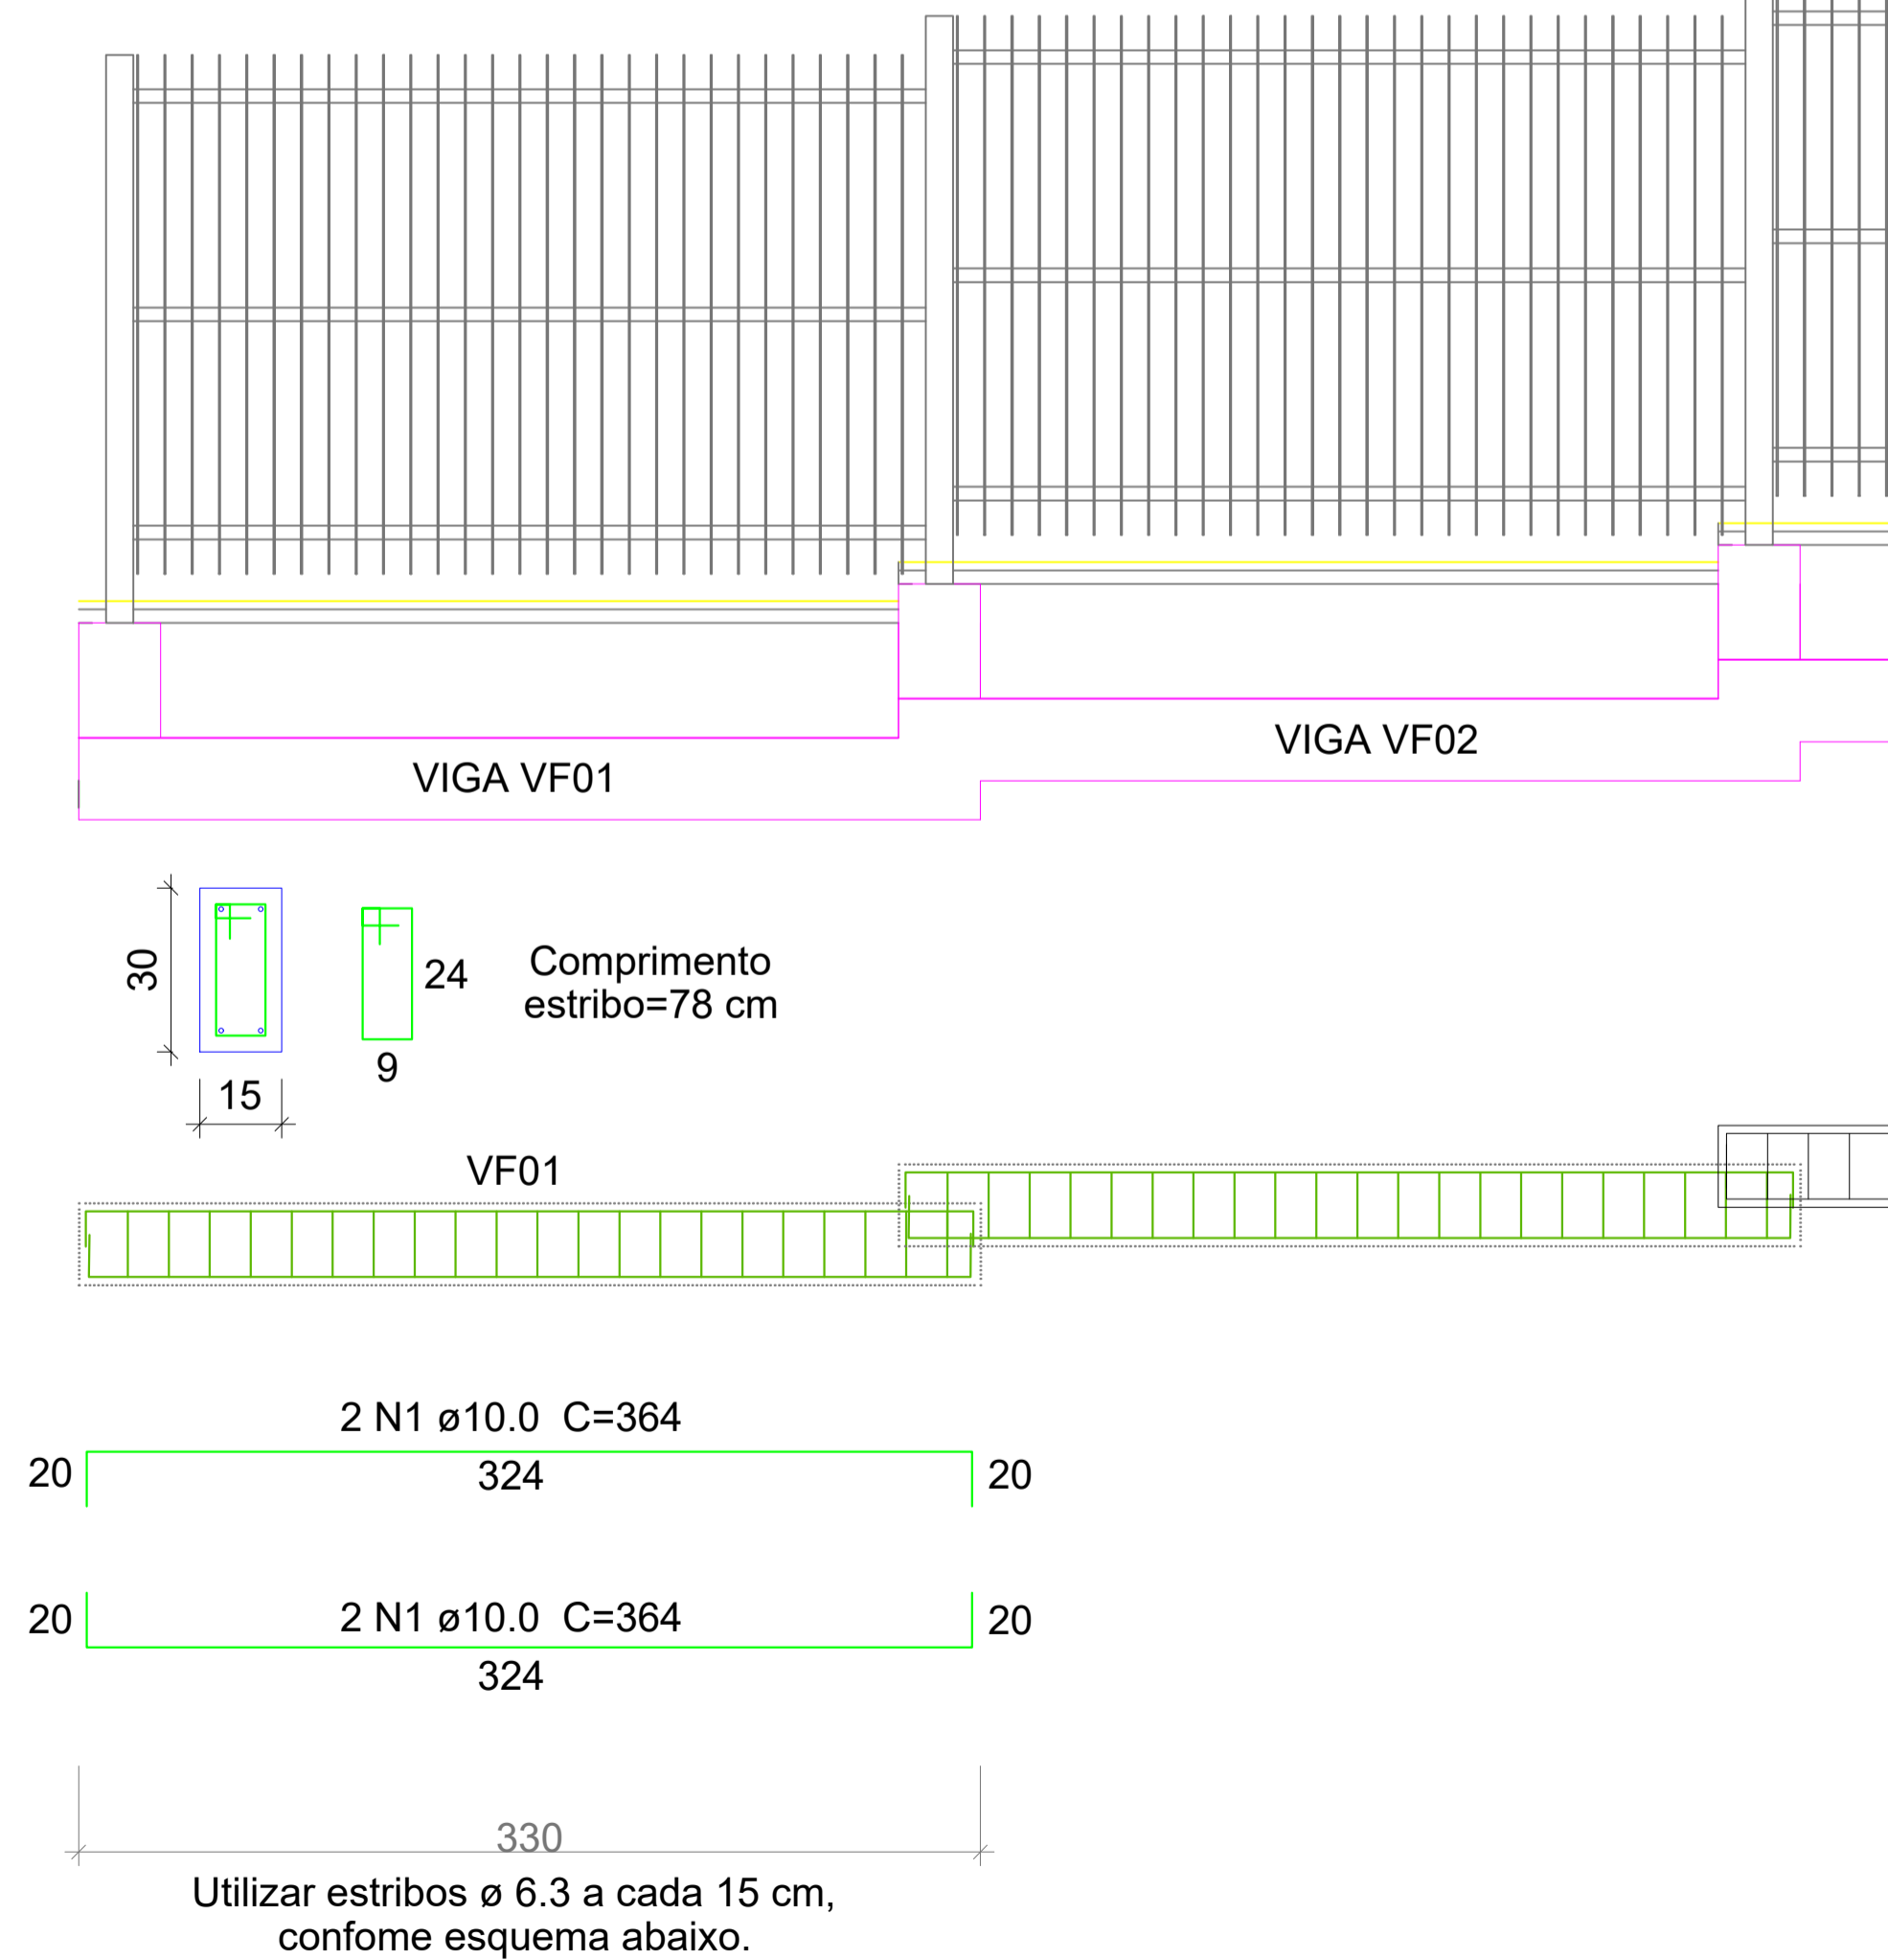 VIGA VF02
VIGA VF01
30
24
Comprimento
estribo=78 cm
9
15
VF01
2 N1 ø10.0  C=364
20
324
20
2 N1 ø10.0  C=364
20
20
324
330
Utilizar estribos ø 6.3 a cada 15 cm,
confome esquema abaixo.